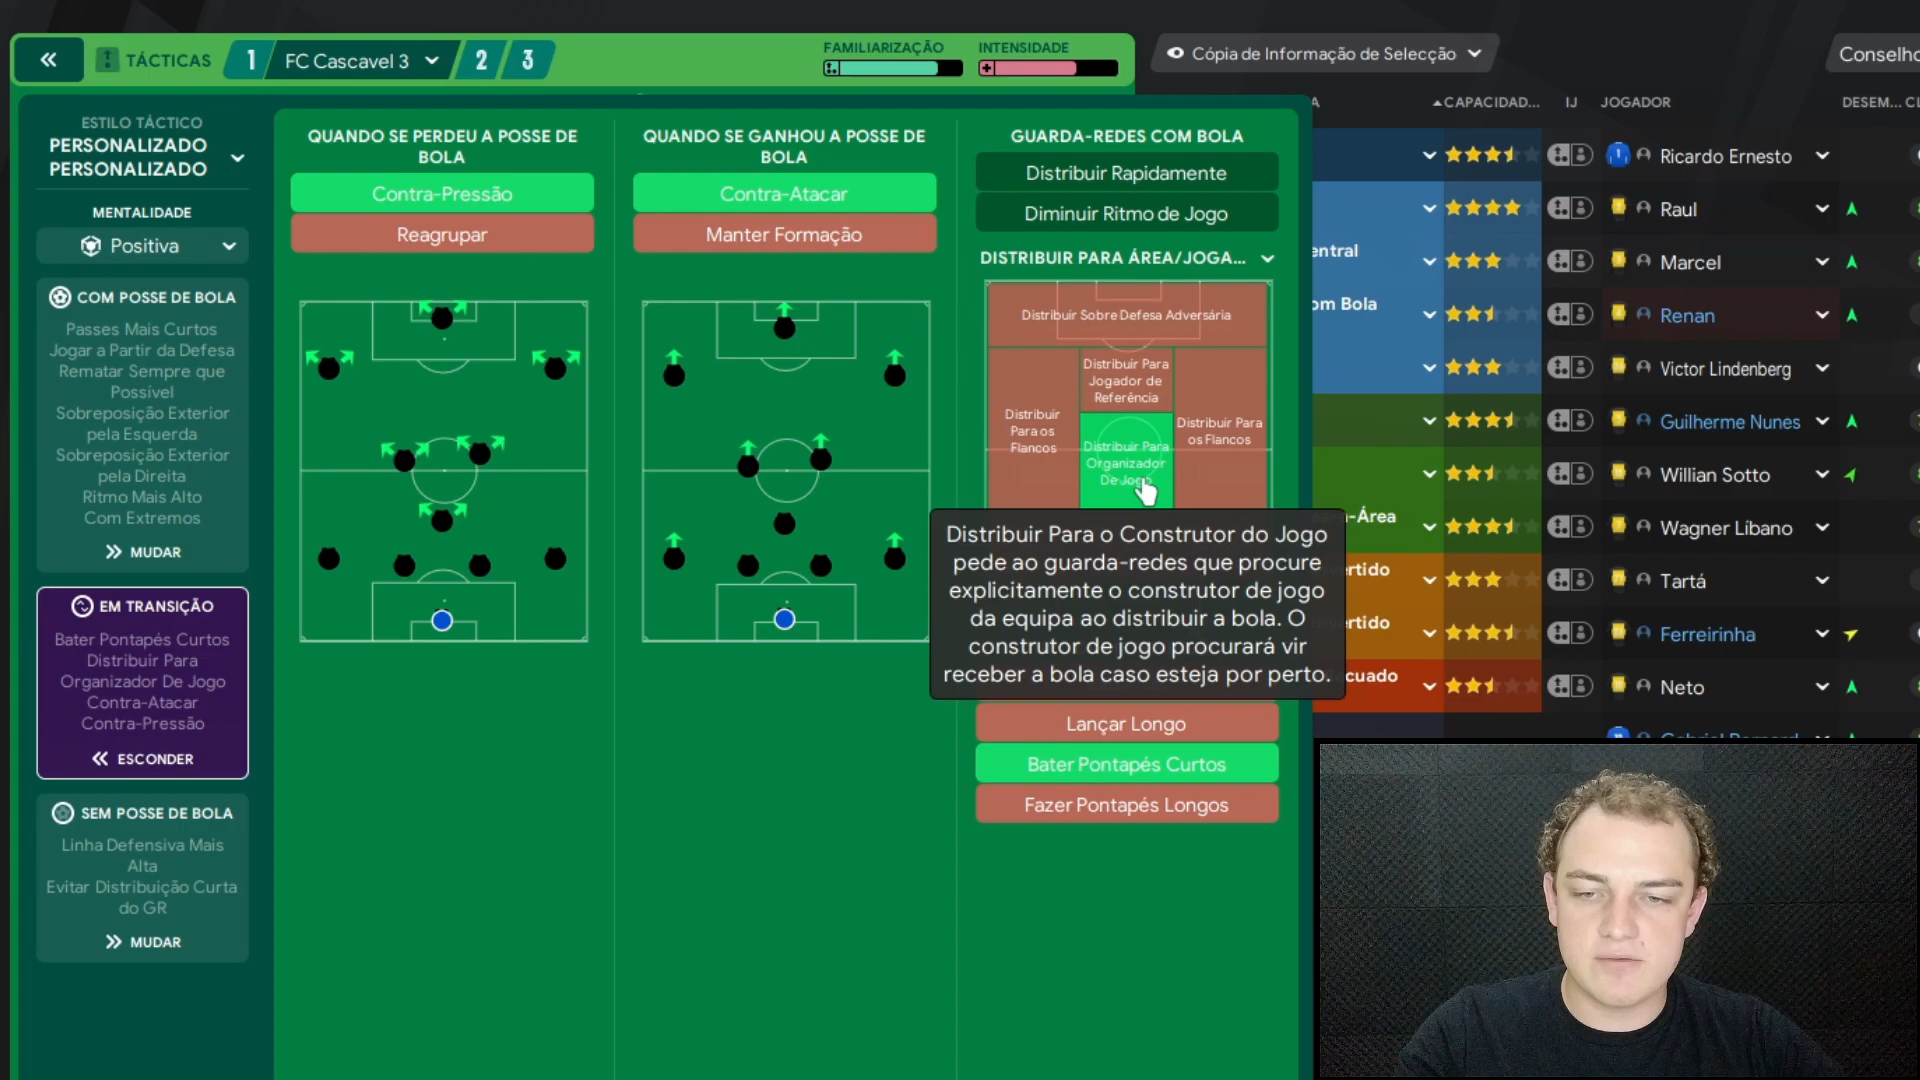 TÁCTICAS
1
FC Cascavel 3
2
3
FAMILIARIZAÇÃO
INTENSIDADE
Cópia de Informação de Selecção
Conselho
ESTILO TÁCTICO
PERSONALIZADO
PERSONALIZADO
MENTALIDADE
Positiva
COM POSSE DE BOLA
Passes Mais Curtos
Jogar a Partir da Defesa
Rematar Sempre que
Possível
Sobreposição Exterior
pela Esquerda
Sobreposição Exterior
pela Direita
Ritmo Mais Alto
Com Extremos
MUDAR
EM TRANSIÇÃO
Bater Pontapés Curtos
Distribuir Para
Organizador De Jogo
Contra-Atacar
Contra-Pressão
ESCONDER
SEM POSSE DE BOLA
Linha Defensiva Mais
Alta
Evitar Distribuição Curta
do GR
MUDAR
QUANDO SE PERDEU A POSSE DE
BOLA
Contra-Pressão
Reagrupar
QUANDO SE GANHOU A POSSE DE
BOLA
Contra-Atacar
Manter Formação
GUARDA-REDES COM BOLA
Distribuir Rapidamente
Diminuir Ritmo de Jogo
DISTRIBUIR PARA ÁREA/JOGA...
Distribuir Sobre Defesa Adversária
Distribuir Para
Jogador de
Referência
Distribuir
Para os
Flancos
Distribuir Para
os Flancos
Distribuir Para
Organizador
De Jogo
Distribuir Para o Construtor do Jogo
pede ao guarda-redes que procure
explicitamente o construtor de jogo
da equipa ao distribuir a bola. O
construtor de jogo procurará vir
receber a bola caso esteja por perto.
Lançar Longo
Bater Pontapés Curtos
Fazer Pontapés Longos
A
CAPACIDAD...
IJ
JOGADOR
DESEM...
Ricardo Ernesto
Raul
entral
Marcel
om Bola
Renan
Victor Lindenberg
Guilherme Nunes
Willian Sotto
-Área
Wagner Líbano
ertido
Tartá
vertido
Ferreirinha
cuado
Neto